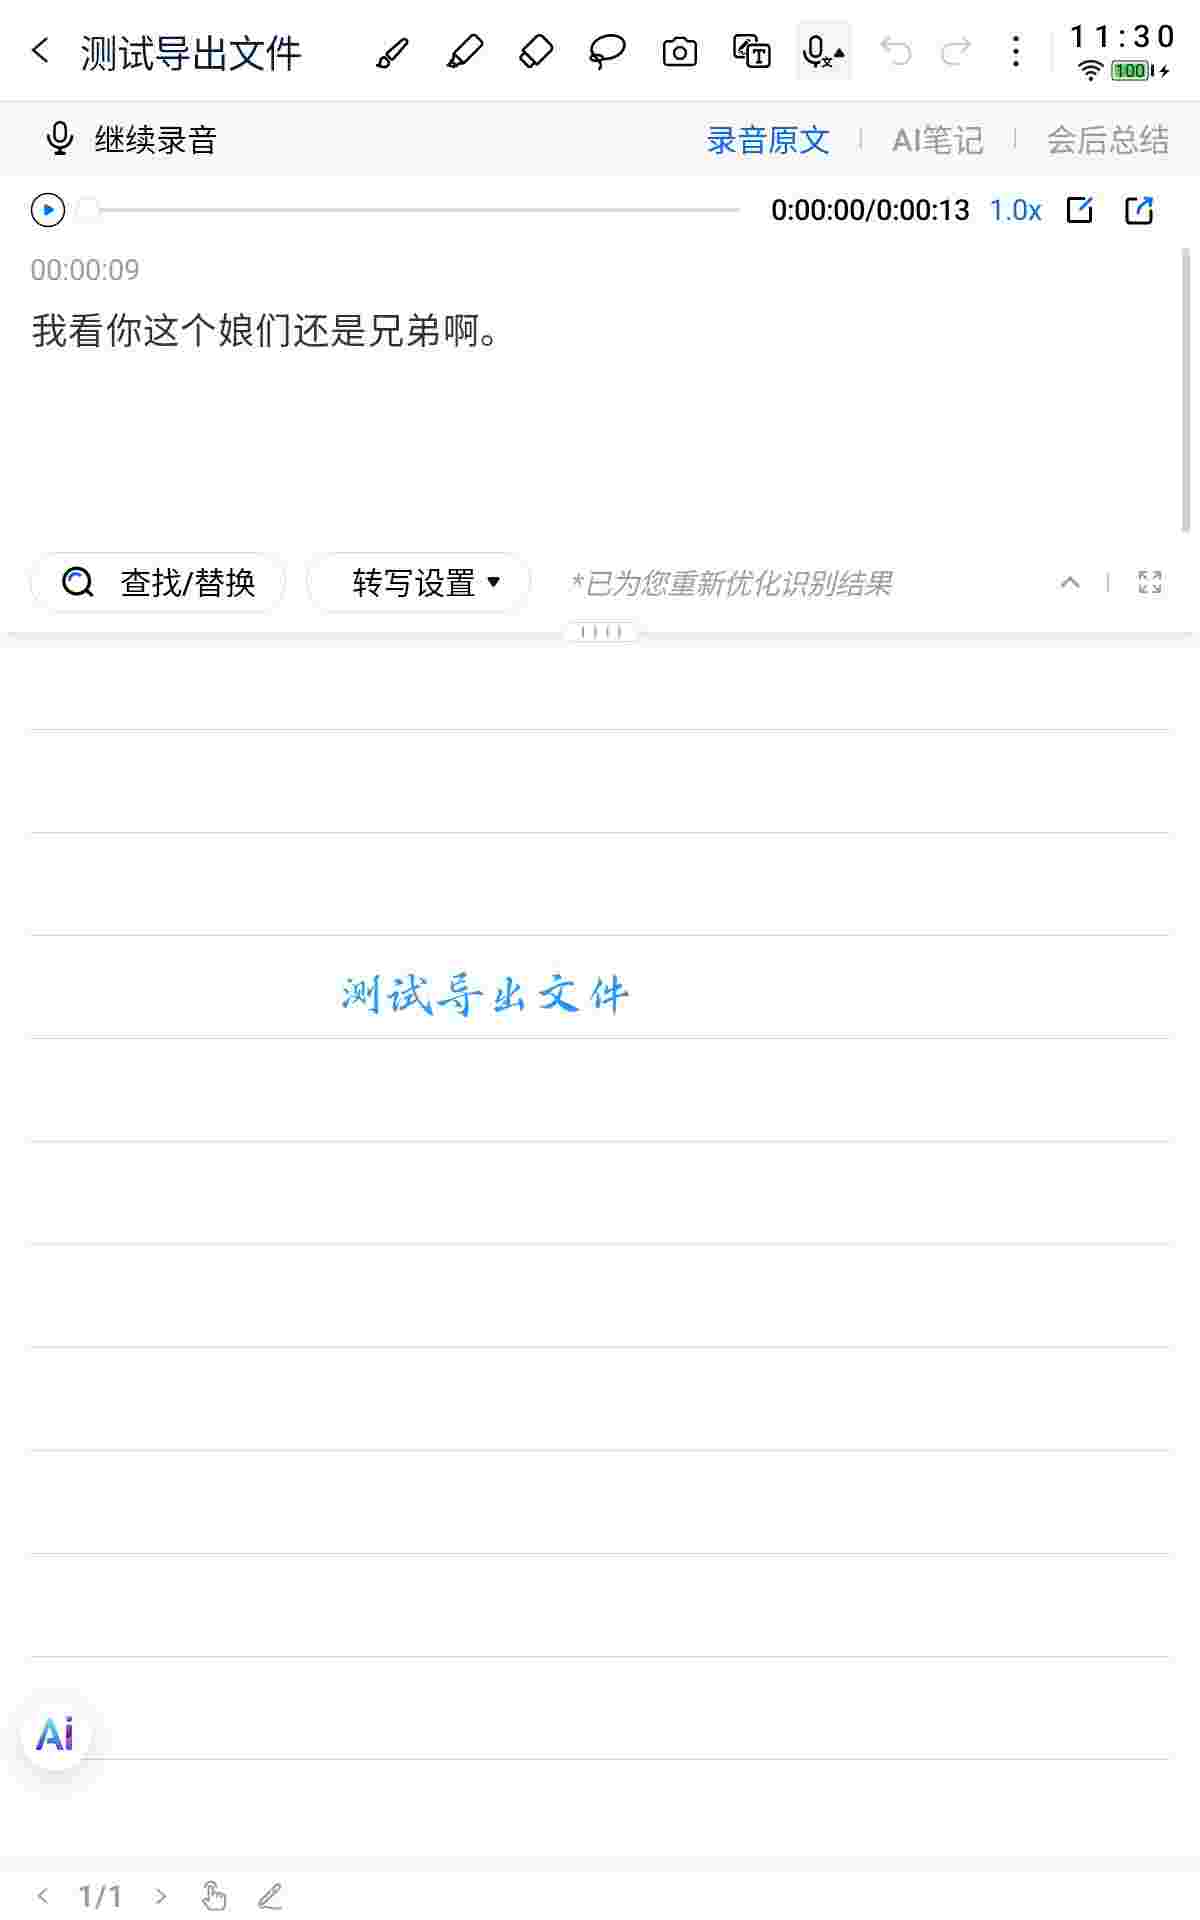 测试导出文件
11:30
100
继续录音 录音原文 AI笔记 会后总结
0:00:00/0:00:13 1.0x
00:00:09
我看你这个娘们还是兄弟啊。
查找/替换 转写设置 *已为您重新优化识别结果
测试导出文件
Ai
1/1